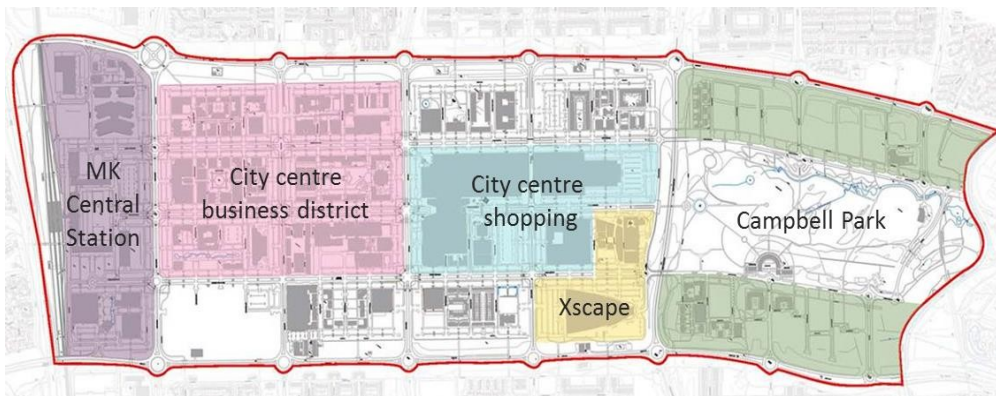 MK
Central
Station
City centre
business district
City centre
shopping
Xscape
Campbell Park